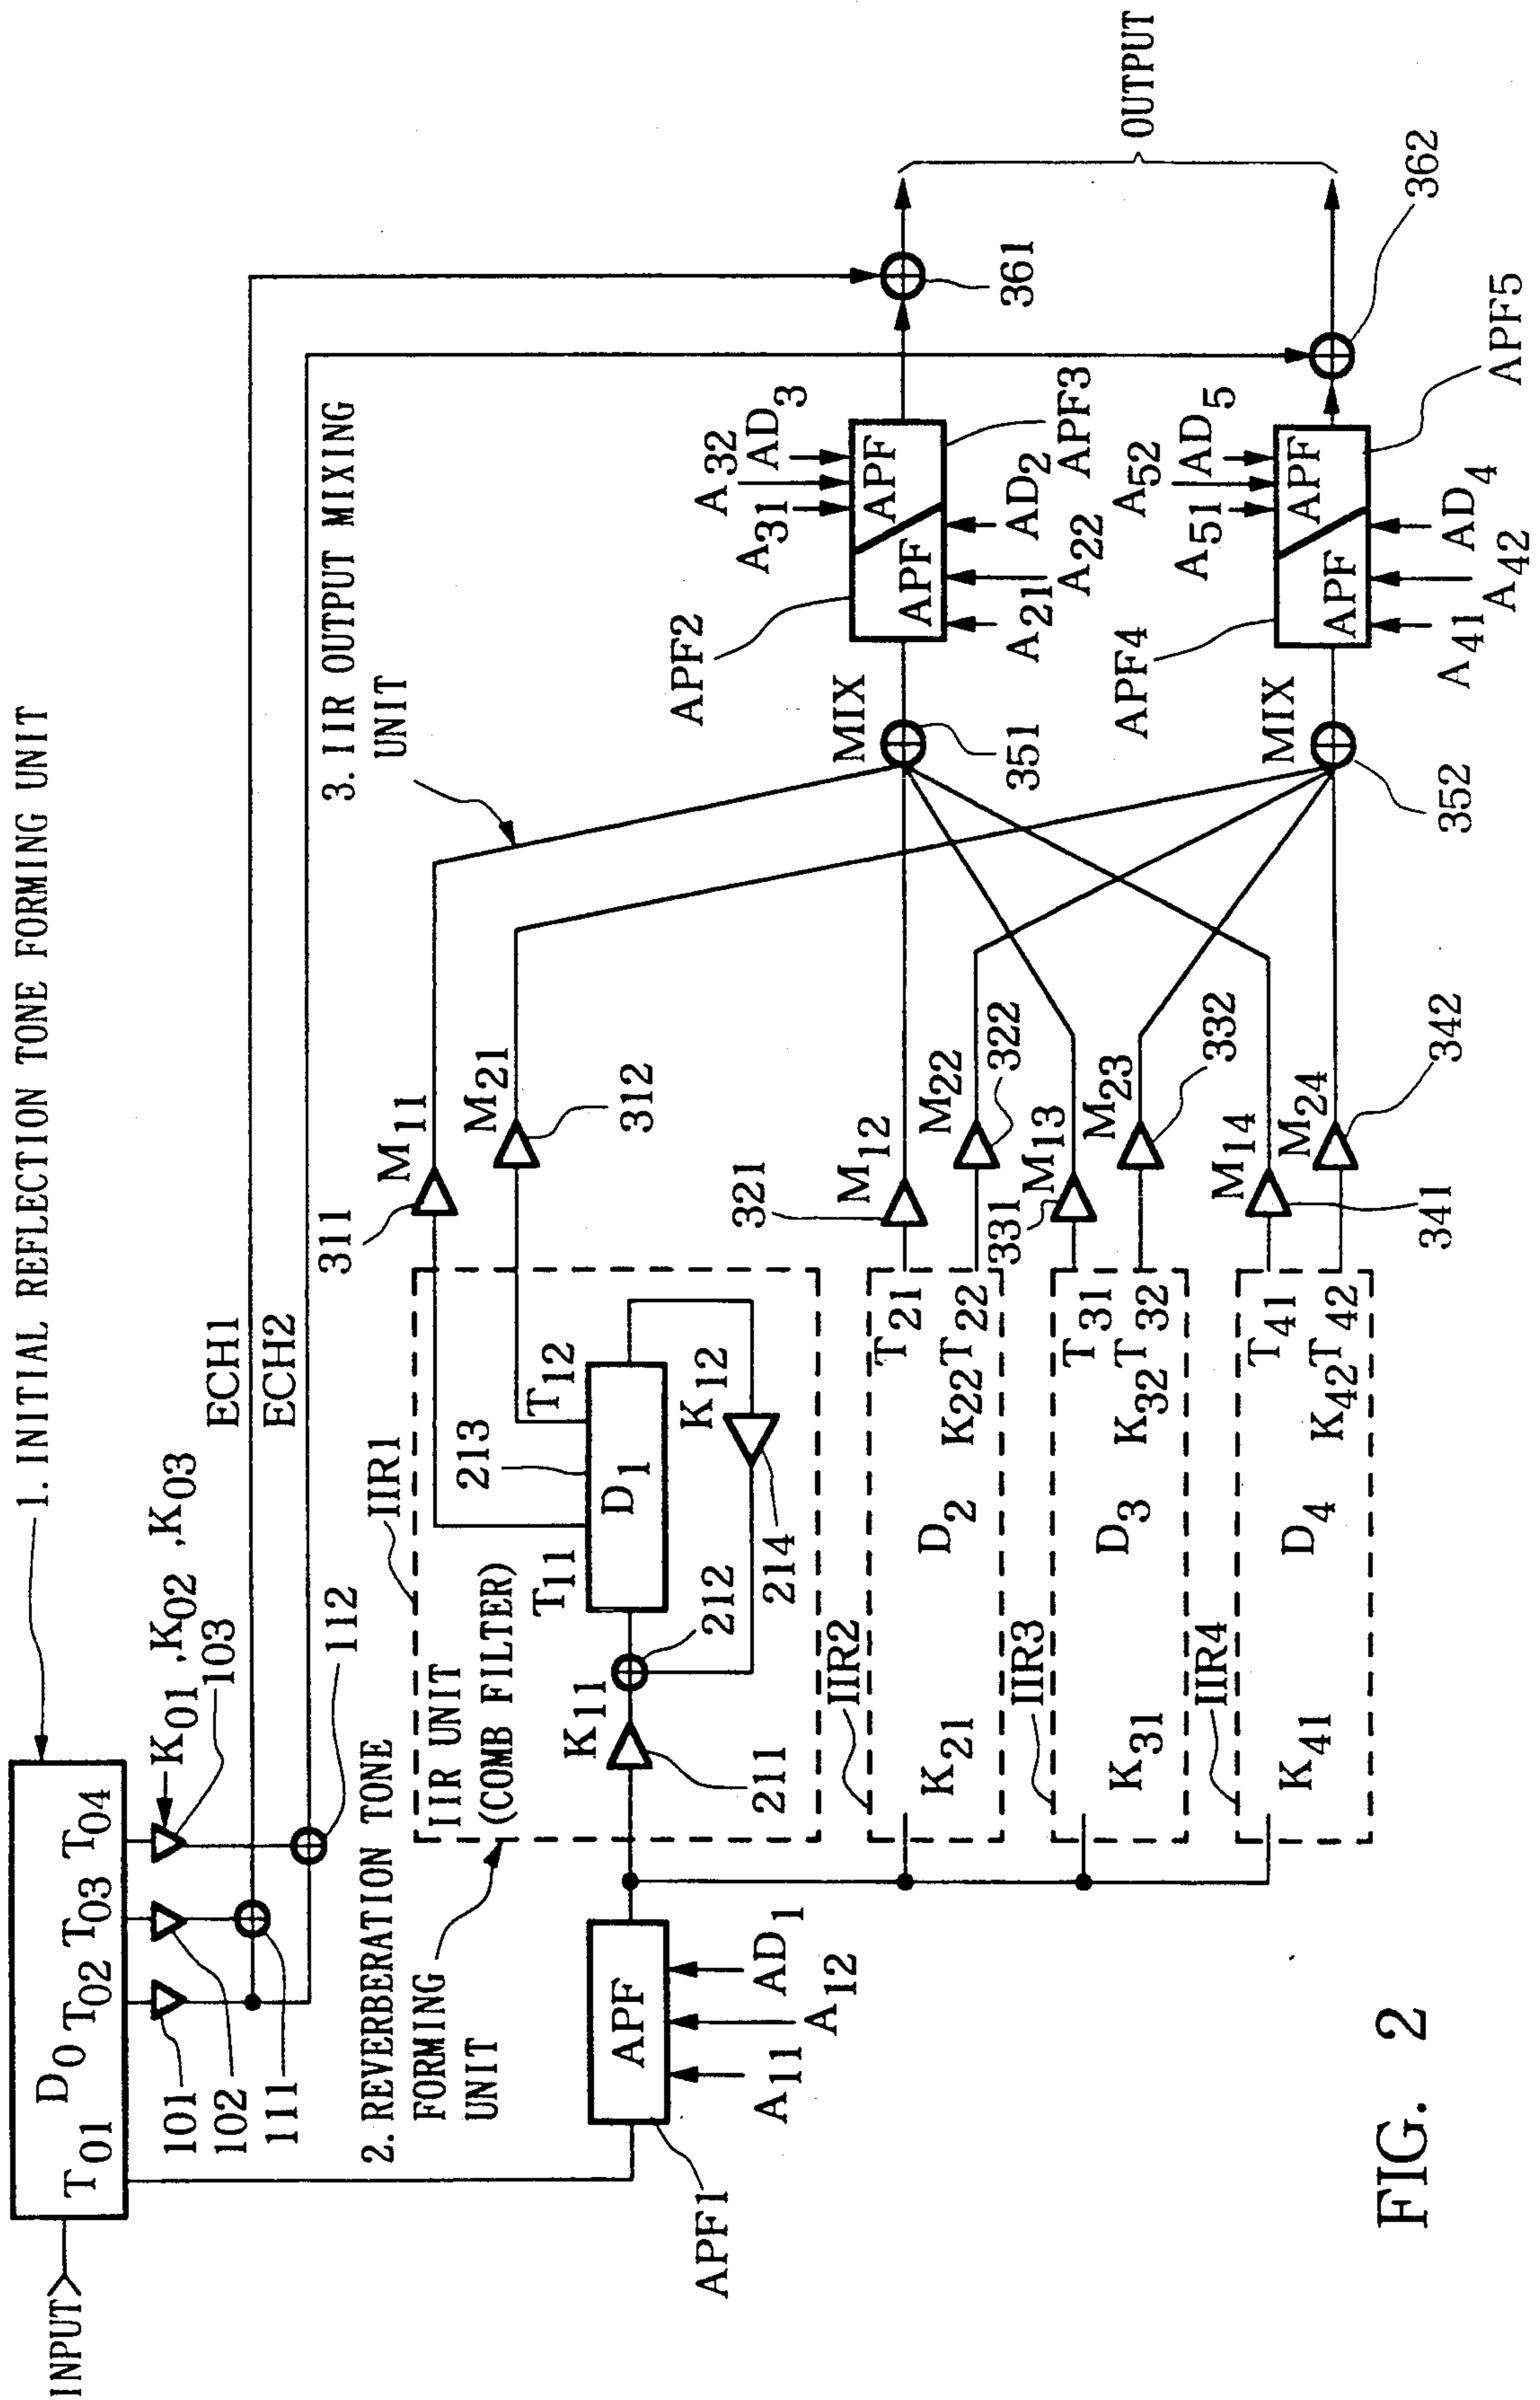 1. INITIAL REFLECTION TONE FORMING UNIT
INPUT
D0
T01 T02 T03 T04
101
102
111
K01, K02, K03
103
112
ECH1
ECH2
3. IIR OUTPUT MIXING
UNIT
2. REVERBERATION TONE
FORMING
UNIT
IIR UNIT
(COMB FILTER)
IIR1
APF1
APF
A11
A12
AD1
K11
211
212
T11
213
D1
T12
K12
214
311
M11
M21
312
IIR2
K21
D2
K22
T21
T22
321
M12
M22
322
IIR3
K31
D3
K32
T31
T32
331
M13
M23
332
IIR4
K41
D4
K42
T41
T42
341
M14
M24
342
MIX
351
MIX
352
APF2
APF
APF
A31
A32
AD3
A21
A22
AD2
APF3
APF4
APF
APF
A51
A52
AD5
A41
A42
AD4
APF5
361
362
OUTPUT
FIG. 2